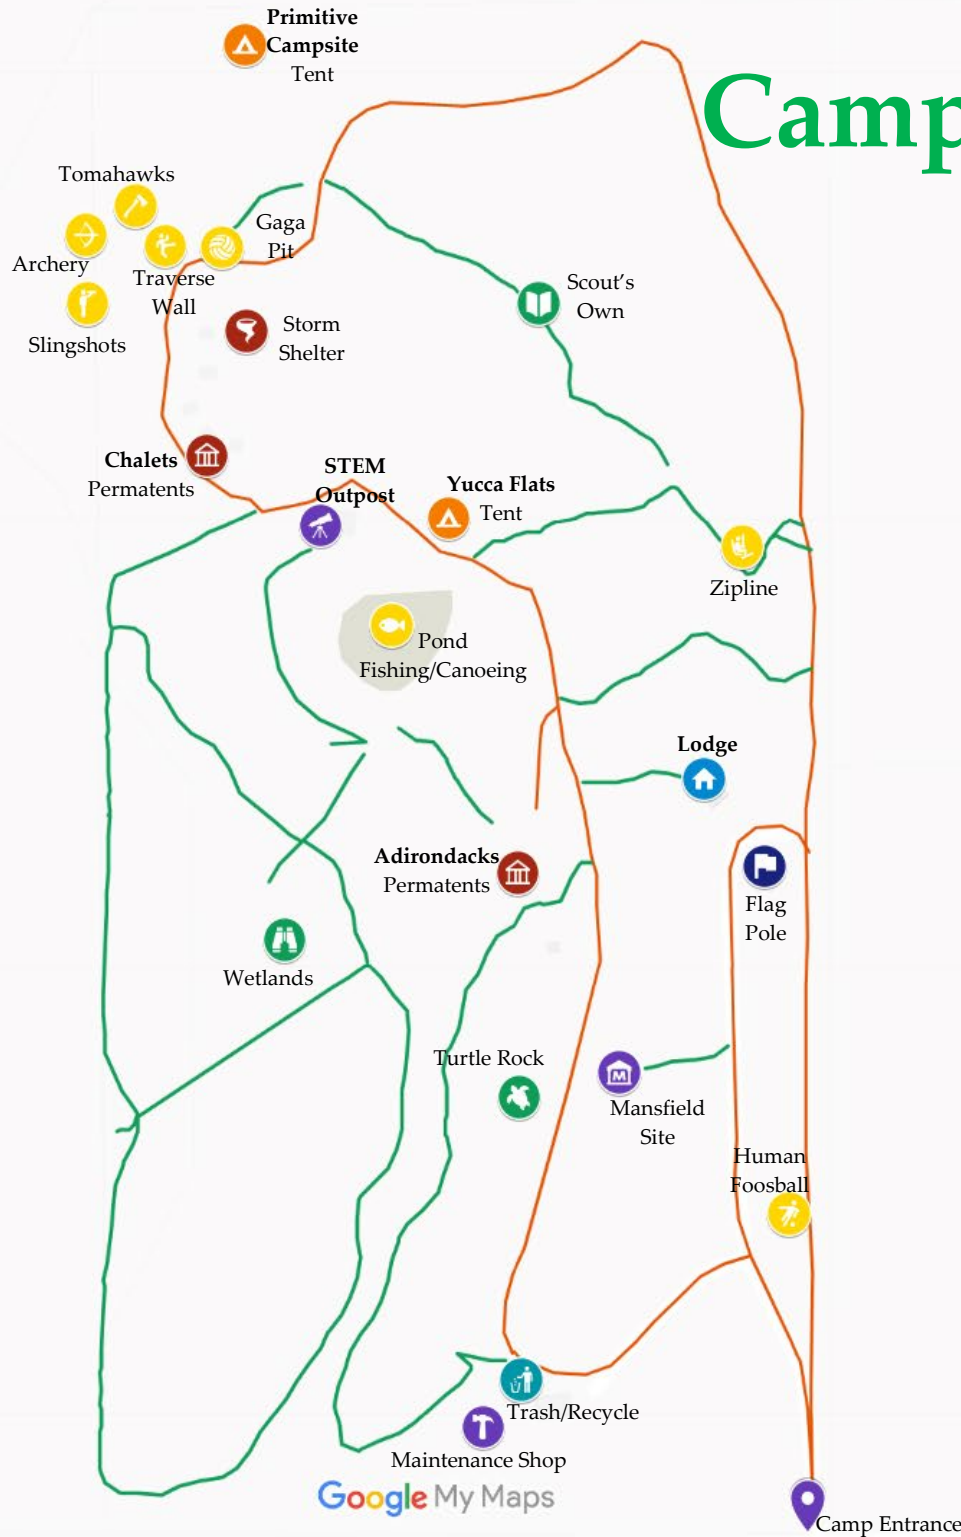 Primitive
Campsite
Tent
Camp
Tomahawks
Gaga
Pit
Archery
Traverse
Wall
Scout’s
Own
Slingshots
Storm
Shelter
Chalets
Permatents
STEM
Outpost
Yucca Flats
Tent
Zipline
Pond
Fishing/Canoeing
Lodge
Adirondacks
Permatents
Flag
Pole
Wetlands
Turtle Rock
M
Mansfield
Site
Human
Foosball
Trash/Recycle
Maintenance Shop
Google My Maps
Camp Entrance